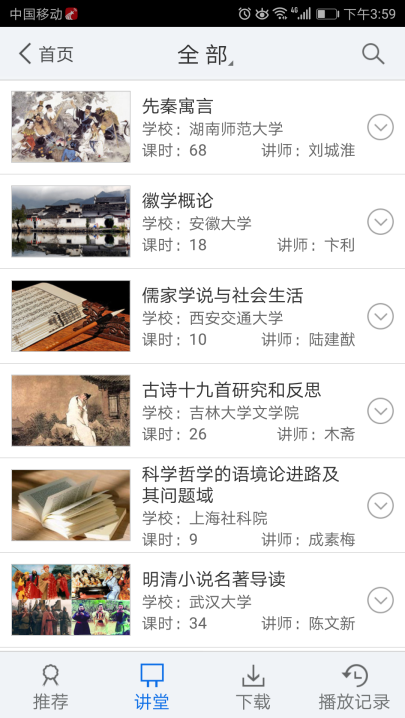 中国移动 4G 下午3:59
首页 全部
先秦寓言
学校：湖南师范大学
课时：68 讲师：刘城淮
徽学概论
学校：安徽大学
课时：18 讲师：卞利
儒家学说与社会生活
学校：西安交通大学
课时：10 讲师：陆建猷
古诗十九首研究和反思
学校：吉林大学文学院
课时：26 讲师：木斋
科学哲学的语境论进路及
其问题域
学校：上海社科院
课时：9 讲师：成素梅
明清小说名著导读
学校：武汉大学
课时：34 讲师：陈文新
推荐 讲堂 下载 播放记录